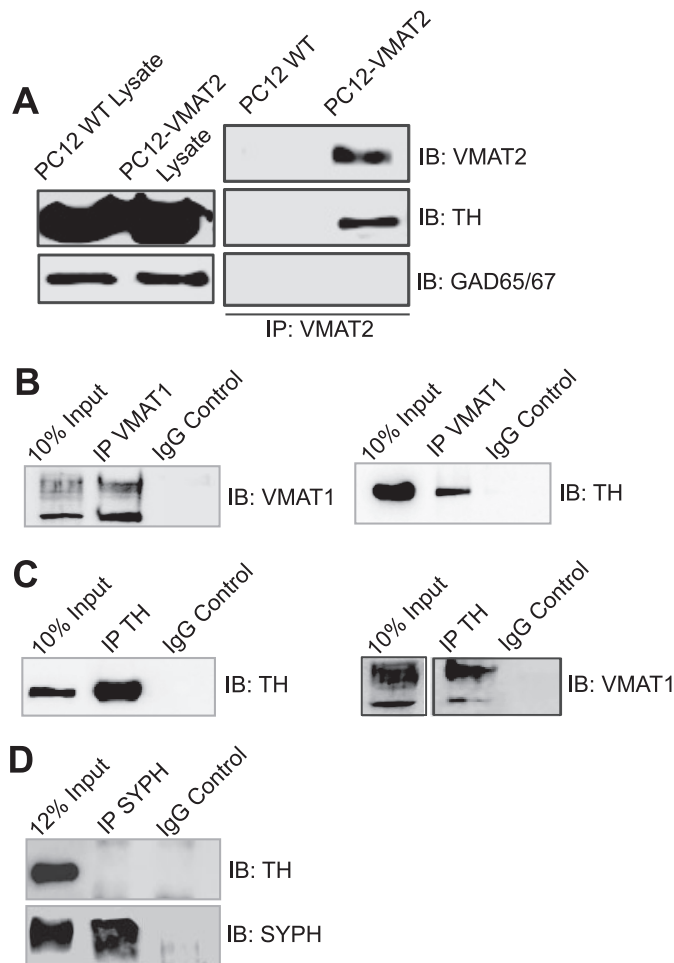 A
PC12 WT Lysate
PC12-VMAT2
Lysate
PC12 WT
PC12-VMAT2
IB: VMAT2
IB: TH
IB: GAD65/67
IP: VMAT2
B
10% Input
IP VMAT1
IgG Control
IB: VMAT1
10% Input
IP VMAT1
IgG Control
IB: TH
C
10% Input
IP TH
IgG Control
IB: TH
10% Input
IP TH
IgG Control
IB: VMAT1
D
12% Input
IP SYPH
IgG Control
IB: TH
IB: SYPH